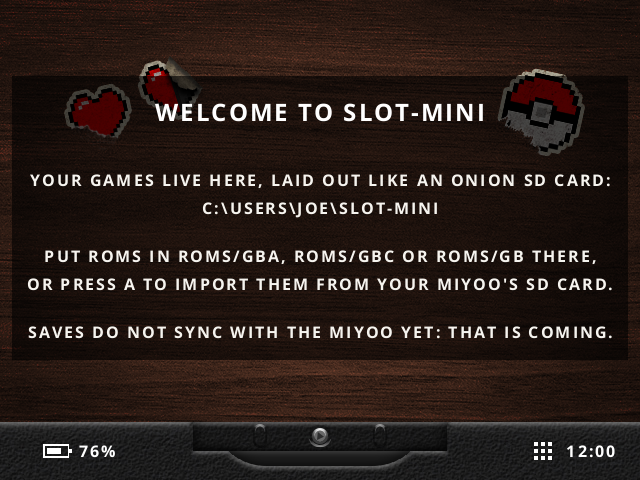 WELCOME TO SLOT-MINI
YOUR GAMES LIVE HERE, LAID OUT LIKE AN ONION SD CARD:
C:\USERS\JOE\SLOT-MINI
PUT ROMS IN ROMS/GBA, ROMS/GBC OR ROMS/GB THERE,
OR PRESS A TO IMPORT THEM FROM YOUR MIYOO'S SD CARD.
SAVES DO NOT SYNC WITH THE MIYOO YET: THAT IS COMING.
76%
12:00